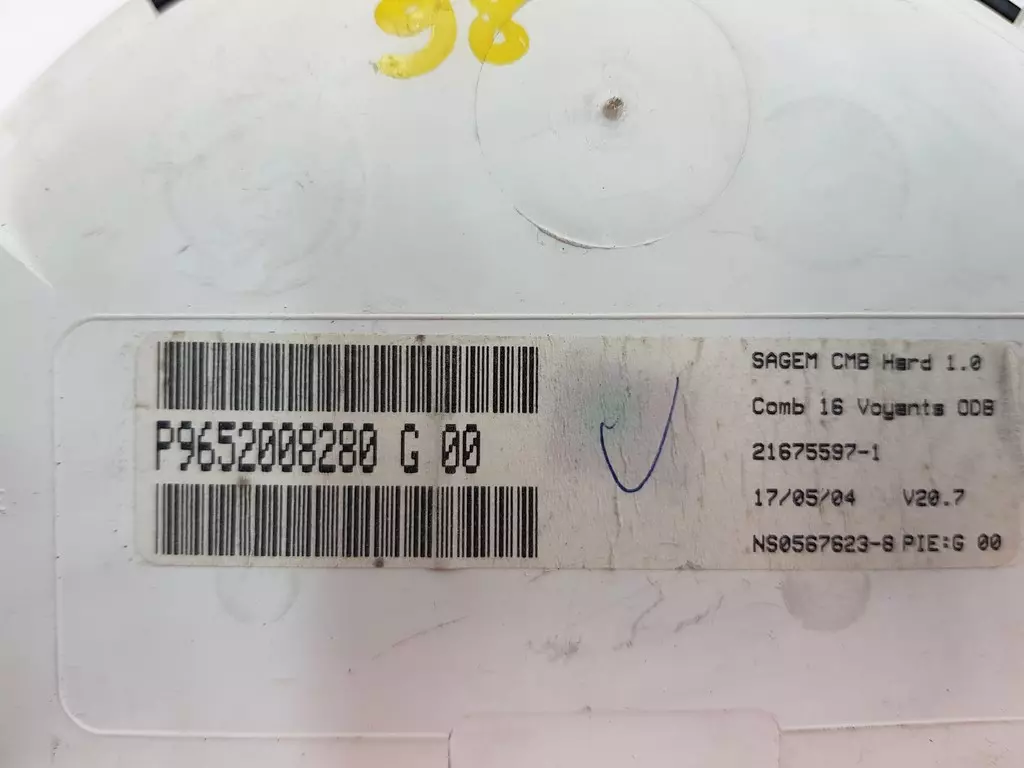 98
P9652008280 G 00
SAGEM CMB Hard 1.0
Comb 16 Voyants ODB
21675597-1
17/05/04 V20.7
NS0567623-8 PIE:G 00